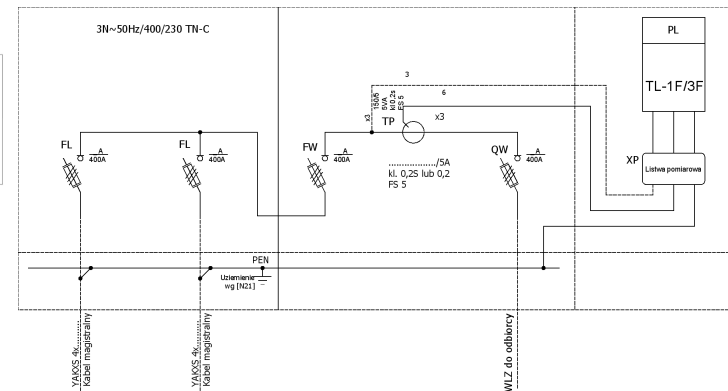 3N~50Hz/400/230 TN-C
PL
TL-1F/3F
3
6
x3
150/5
5VA
kl.0,2s
FS 5
TP
x3
FL
A
400A
FL
A
400A
FW
A
400A
QW
A
400A
............/5A
kl. 0,2S lub 0,2
FS 5
XP
Listwa pomiarowa
PEN
Uziemienie
wg [N21]
YAKXS 4x............
Kabel magistralny
YAKXS 4x............
Kabel magistralny
WLZ do odbiorcy